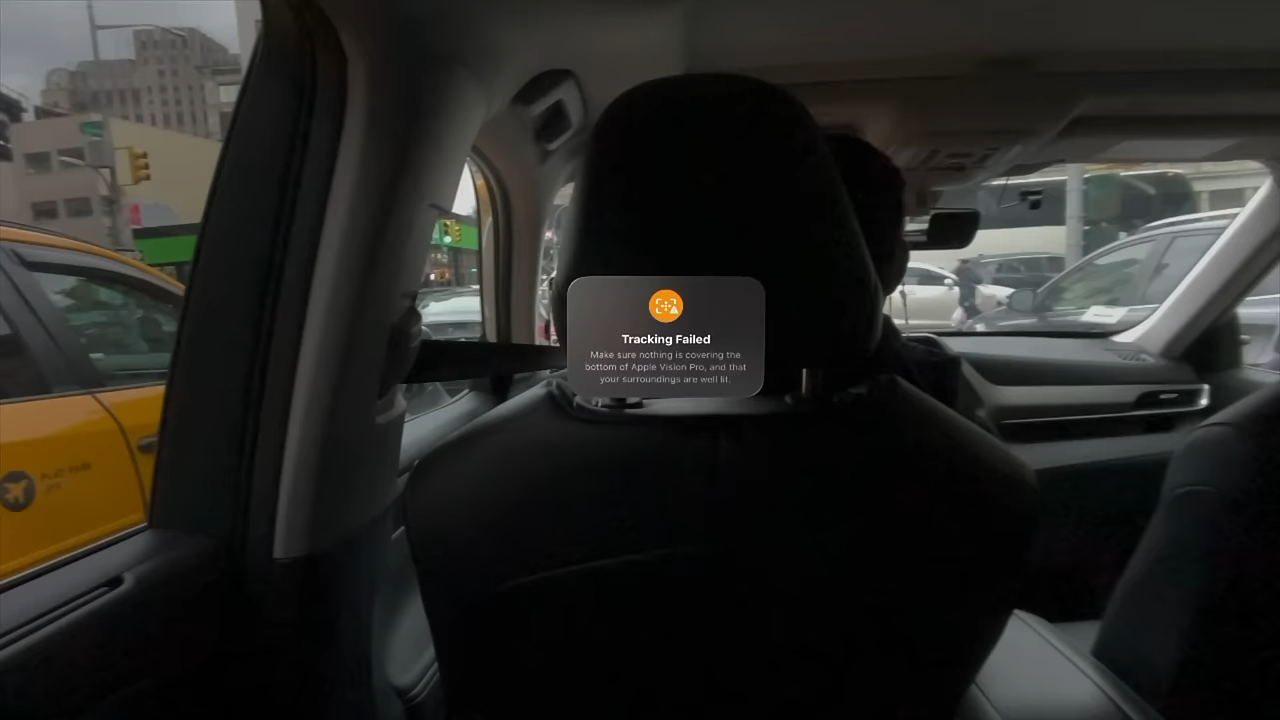 Tracking Failed
Make sure nothing is covering the
bottom of Apple Vision Pro, and that
your surroundings are well lit.